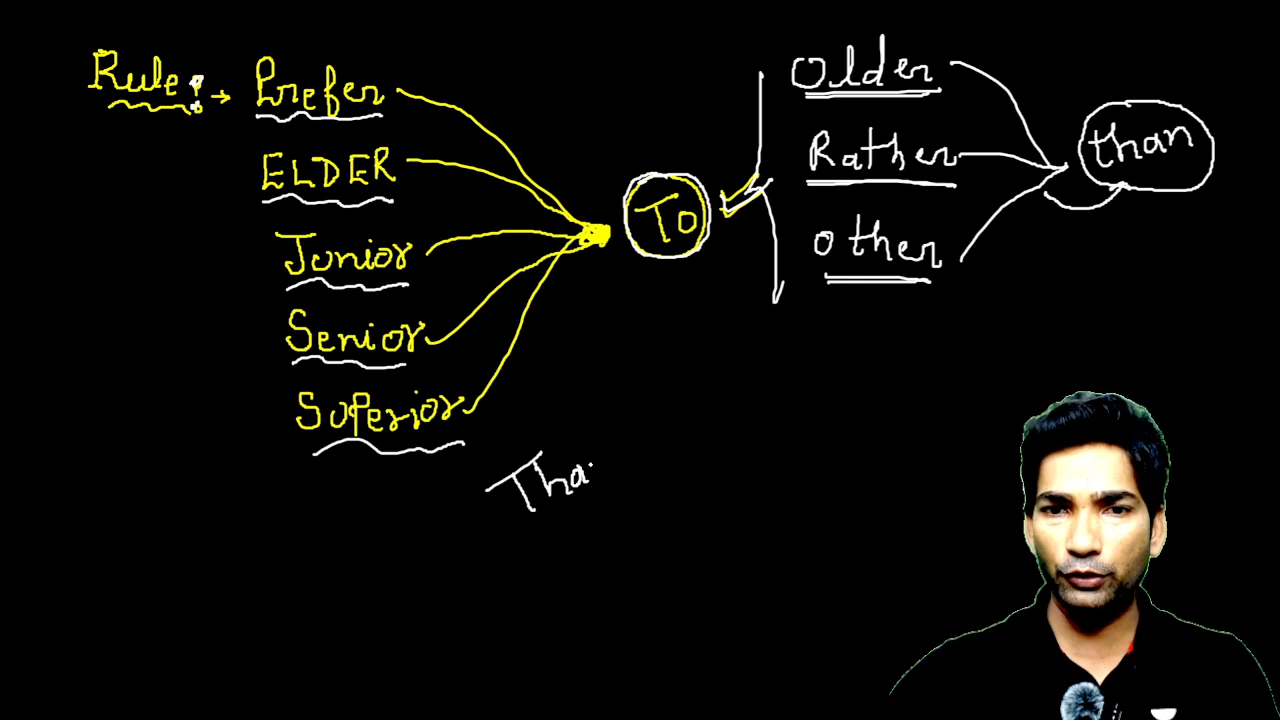 Rule: → Prefer
ELDER
Junior
Senior
Superior
To
Older
Rather
other
than
Tha